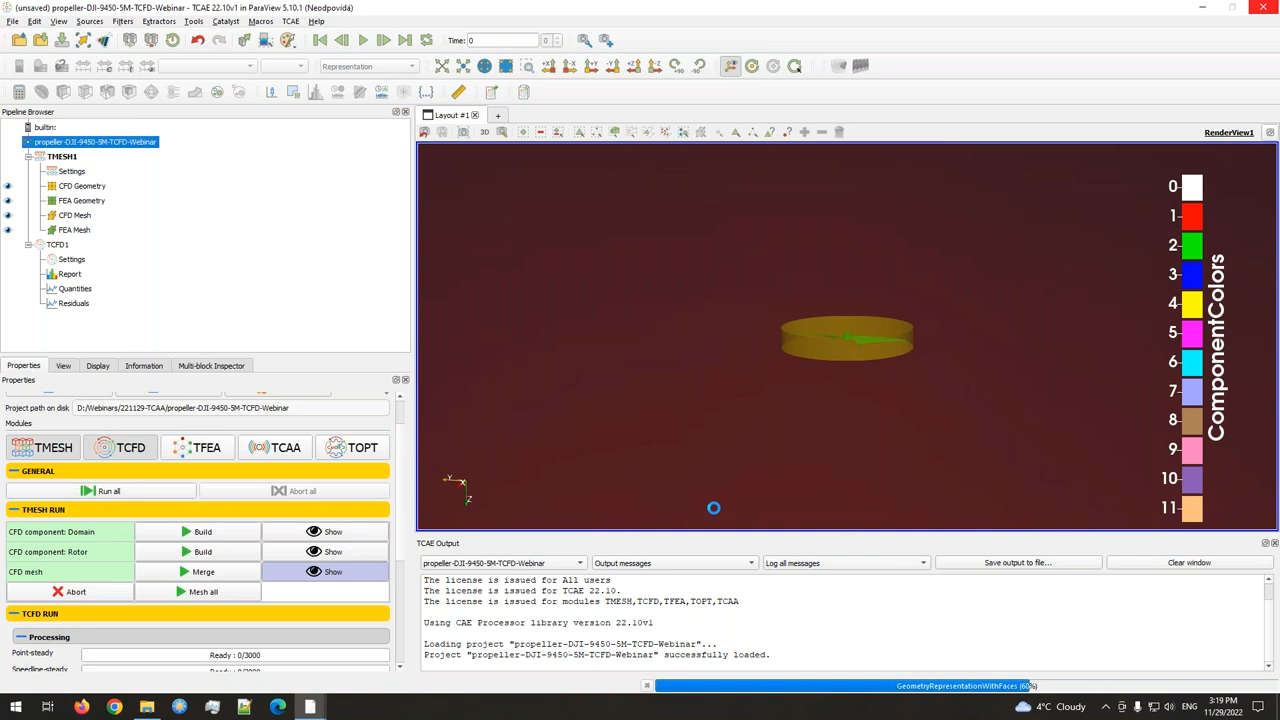 (unsaved) propeller-DJI-9450-5M-TCFD-Webinar - TCAE 22.10v1 in ParaView 5.10.1 (Neodpovídá)
File Edit View Sources Filters Extractors Tools Catalyst Macros TCAE Help
Time: 0
0
Representation
3D
+X -X +Y -Y +Z -Z +90 -90
Pipeline Browser
Layout #1
RenderView1
builtin:
propeller-DJI-9450-5M-TCFD-Webinar
TMESH1
Settings
CFD Geometry
FEA Geometry
CFD Mesh
FEA Mesh
TCFD1
Settings
Report
Quantities
Residuals
Properties View Display Information Multi-block Inspector
Properties
Project path on disk D:/Webinars/221129-TCAA/propeller-DJI-9450-5M-TCFD-Webinar
Modules
TMESH TCFD TFEA TCAA TOPT
GENERAL
Run all Abort all
TMESH RUN
CFD component: Domain Build Show
CFD component: Rotor Build Show
CFD mesh Merge Show
Abort Mesh all
TCFD RUN
Processing
Point-steady Ready : 0/3000
Speedline-steady Ready : 0/3000
0
1
2
3
4
5
6
7
8
9
10
11
ComponentColors
Y X
Z
TCAE Output
propeller-DJI-9450-5M-TCFD-Webinar Output messages Log all messages Save output to file... Clear window
The license is issued for All users
The license is issued for TCAE 22.10.
The license is issued for modules TMESH,TCFD,TFEA,TOPT,TCAA
Using CAE Processor library version 22.10v1
Loading project "propeller-DJI-9450-5M-TCFD-Webinar"...
Project "propeller-DJI-9450-5M-TCFD-Webinar" successfully loaded.
GeometryRepresentationWithFaces (60%)
4°C Cloudy
ENG
3:19 PM
11/29/2022